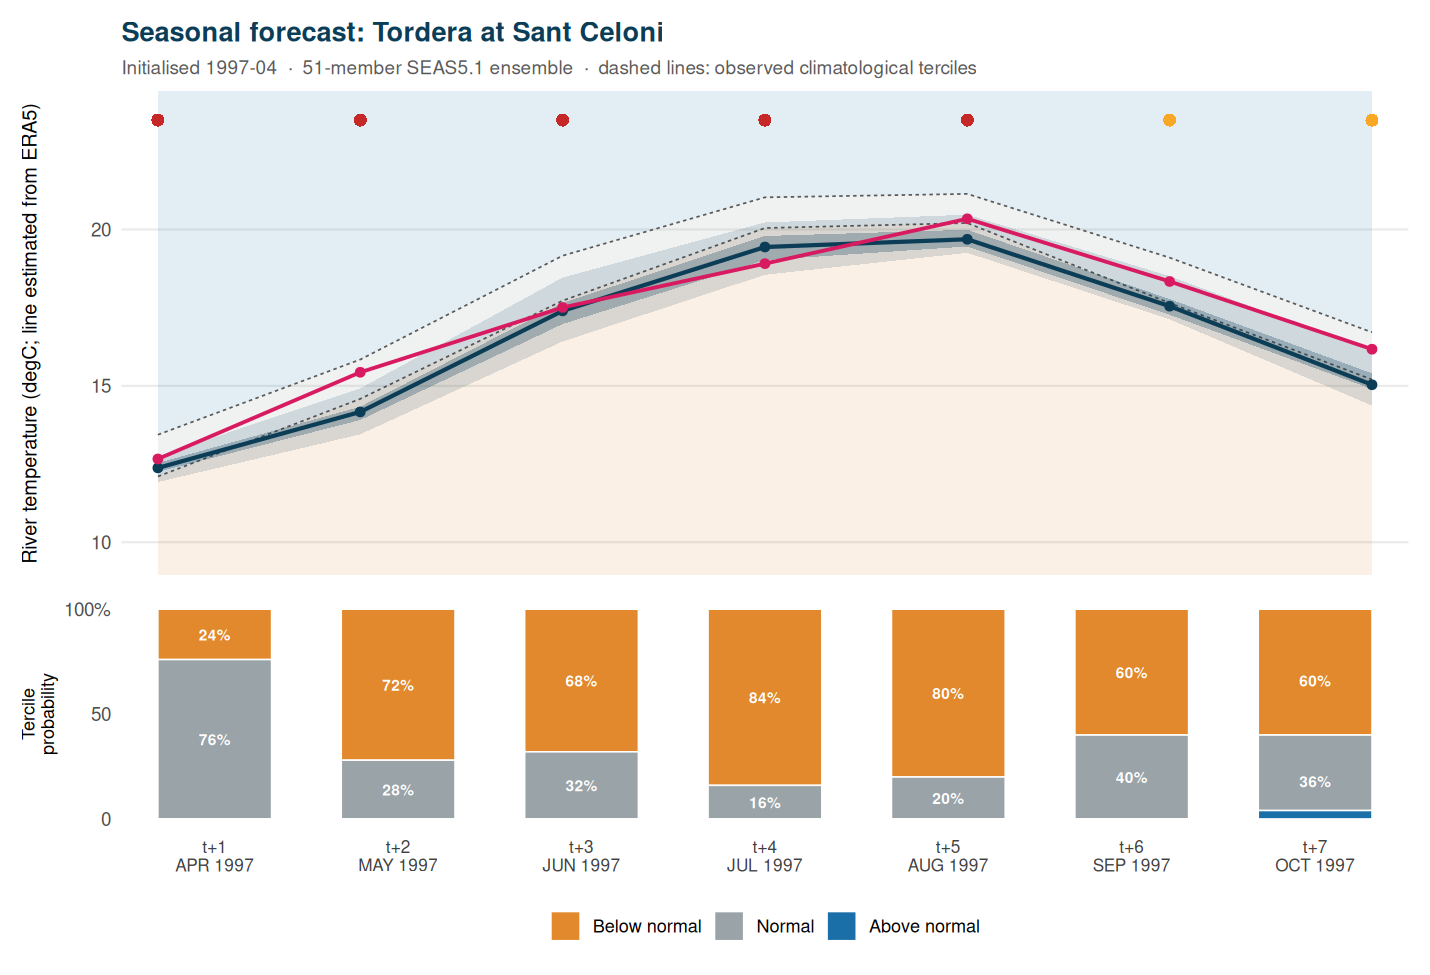 Seasonal forecast: Tordera at Sant Celoni
Initialised 1997-04 · 51-member SEAS5.1 ensemble · dashed lines: observed climatological terciles
River temperature (degC; line estimated from ERA5)
20
15
10
Tercile
probability
100%
50
0
24% 72% 68% 84% 80% 60% 60%
76% 28% 32% 16% 20% 40% 36%
t+1 t+2 t+3 t+4 t+5 t+6 t+7
APR 1997 MAY 1997 JUN 1997 JUL 1997 AUG 1997 SEP 1997 OCT 1997
Below normal Normal Above normal